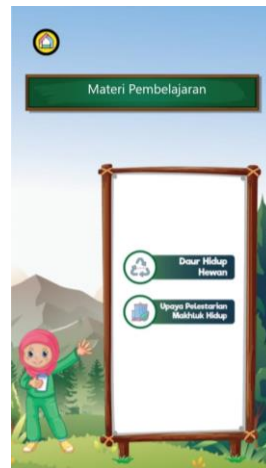 Materi Pembelajaran
Daur Hidup
Hewan
Upaya Pelestarian
Makhluk Hidup